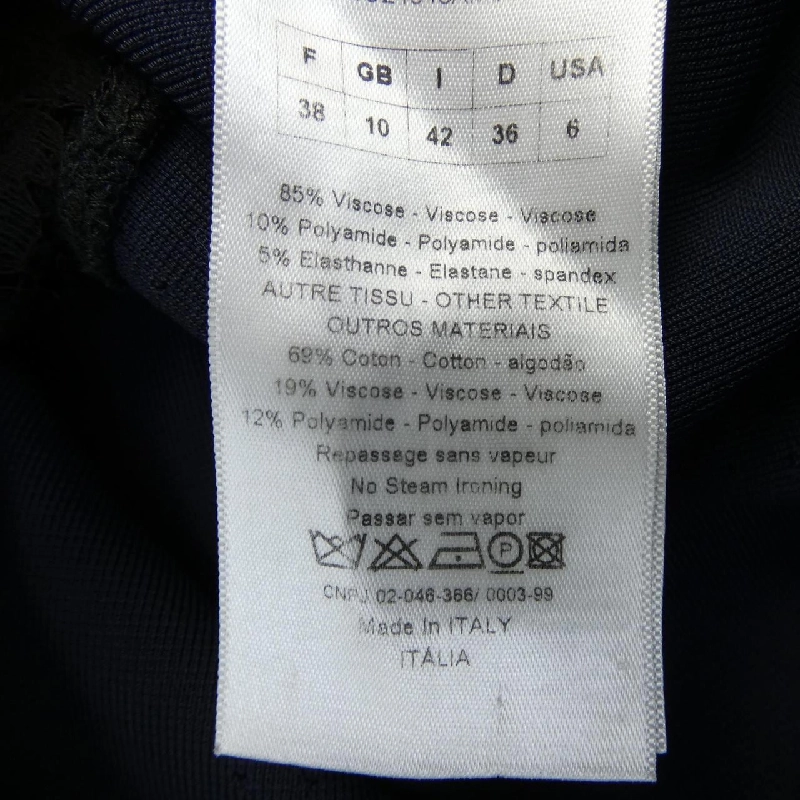 F GB I D USA
38 10 42 36 6
85% Viscose - Viscose - Viscose
10% Polyamide - Polyamide - poliamida
5% Elasthanne - Elastane - spandex
AUTRE TISSU - OTHER TEXTILE
OUTROS MATERIAIS
69% Coton - Cotton - algodão
19% Viscose - Viscose - Viscose
12% Polyamide - Polyamide - poliamida
Repassage sans vapeur
No Steam Ironing
Passar sem vapor
P
CNPJ 02-046-366/ 0003-99
Made In ITALY
ITÁLIA